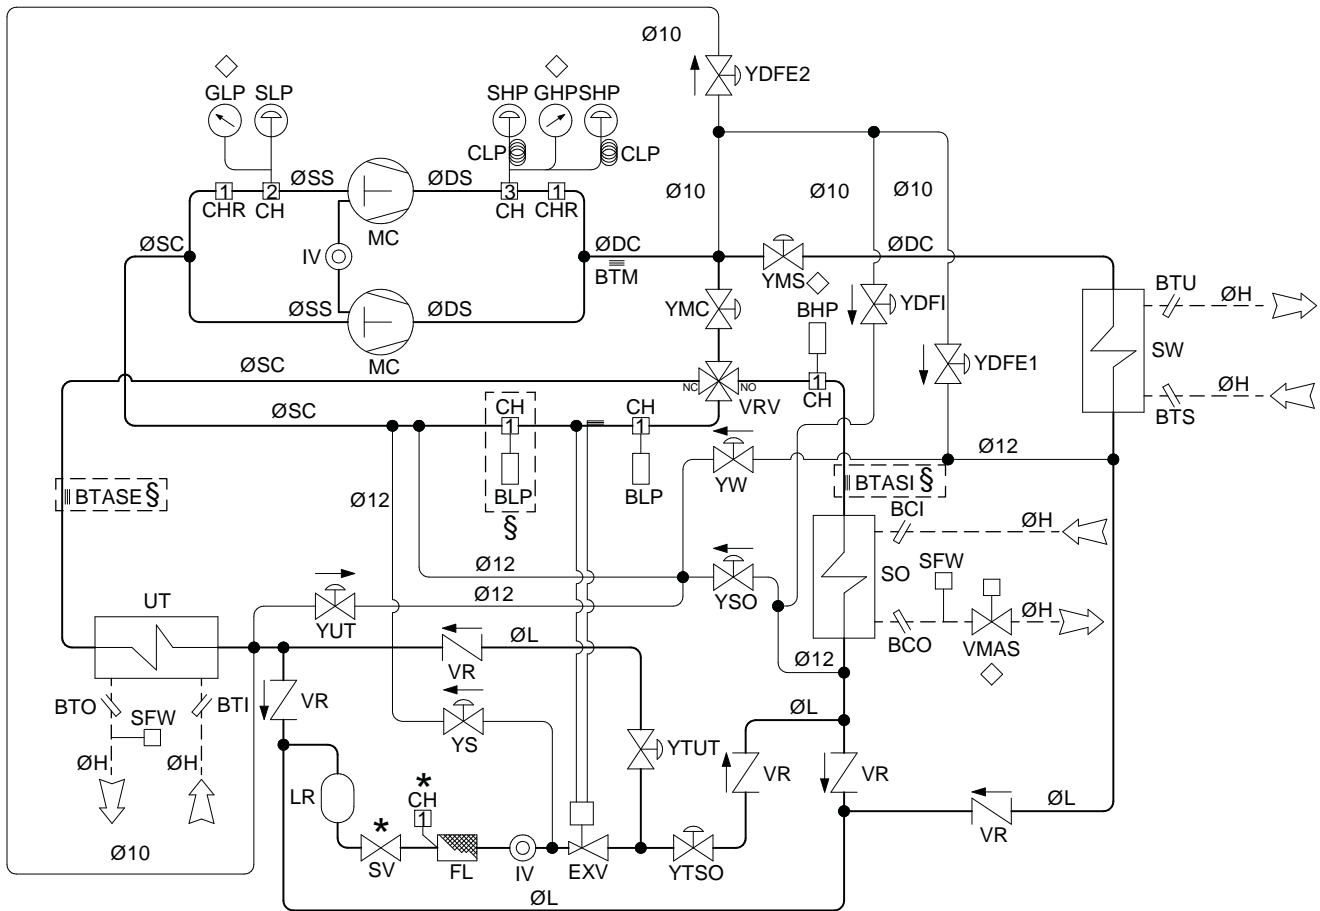 Ø10
YDFE2
GLP SLP SHP GHP SHP
CLP CLP
ØSS ØDS Ø10 Ø10 Ø10
1 2 3 1
CHR CH CH CHR
MC
ØSC IV ØDC ØDC
BTM YMS
BTU ØH
ØSS ØDS YMC BHP YDFI
SW
MC
ØSC YDFE1
NC NO 1
VRV CH
ØH
BTS
ØSC CH CH
1 1
Ø12
YW
BTASE § BLP BLP BTASI §
Ø12 §
BCI ØH
SFW
Ø12 YSO SO
UT Ø12
YUT ØH
ØL BCO VMAS
VR Ø12
BTO BTI VR
SFW ØL
YS
ØH ØH YTUT VR VR
LR * CH
1
ØL
* VR
Ø10 SV FL IV EXV YTSO
ØL